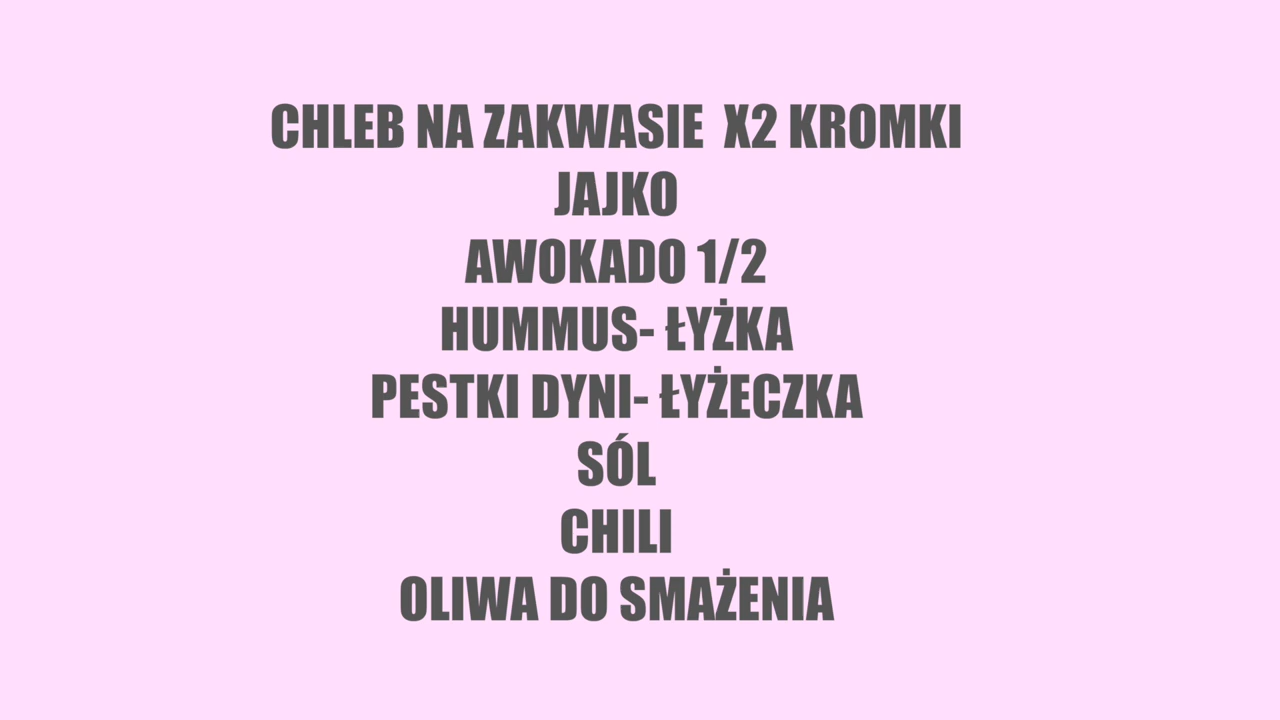 CHLEB NA ZAKWASIE X2 KROMKI
JAJKO
AWOKADO 1/2
HUMMUS- ŁYŻKA
PESTKI DYNI- ŁYŻECZKA
SÓL
CHILI
OLIWA DO SMAŻENIA